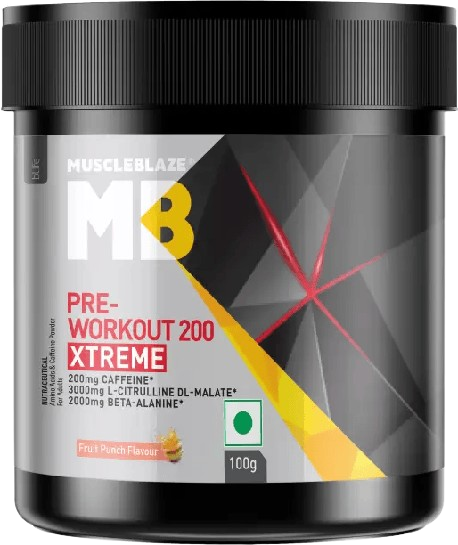 bLife
MUSCLEBLAZE®
MB
PRE-
WORKOUT 200
XTREME
200mg CAFFEINE*
3000mg L-CITRULLINE DL-MALATE*
2000mg BETA-ALANINE*
NUTRACEUTICAL
Amino Acids & Caffeine Powder
For Adults
Fruit Punch Flavour
100g